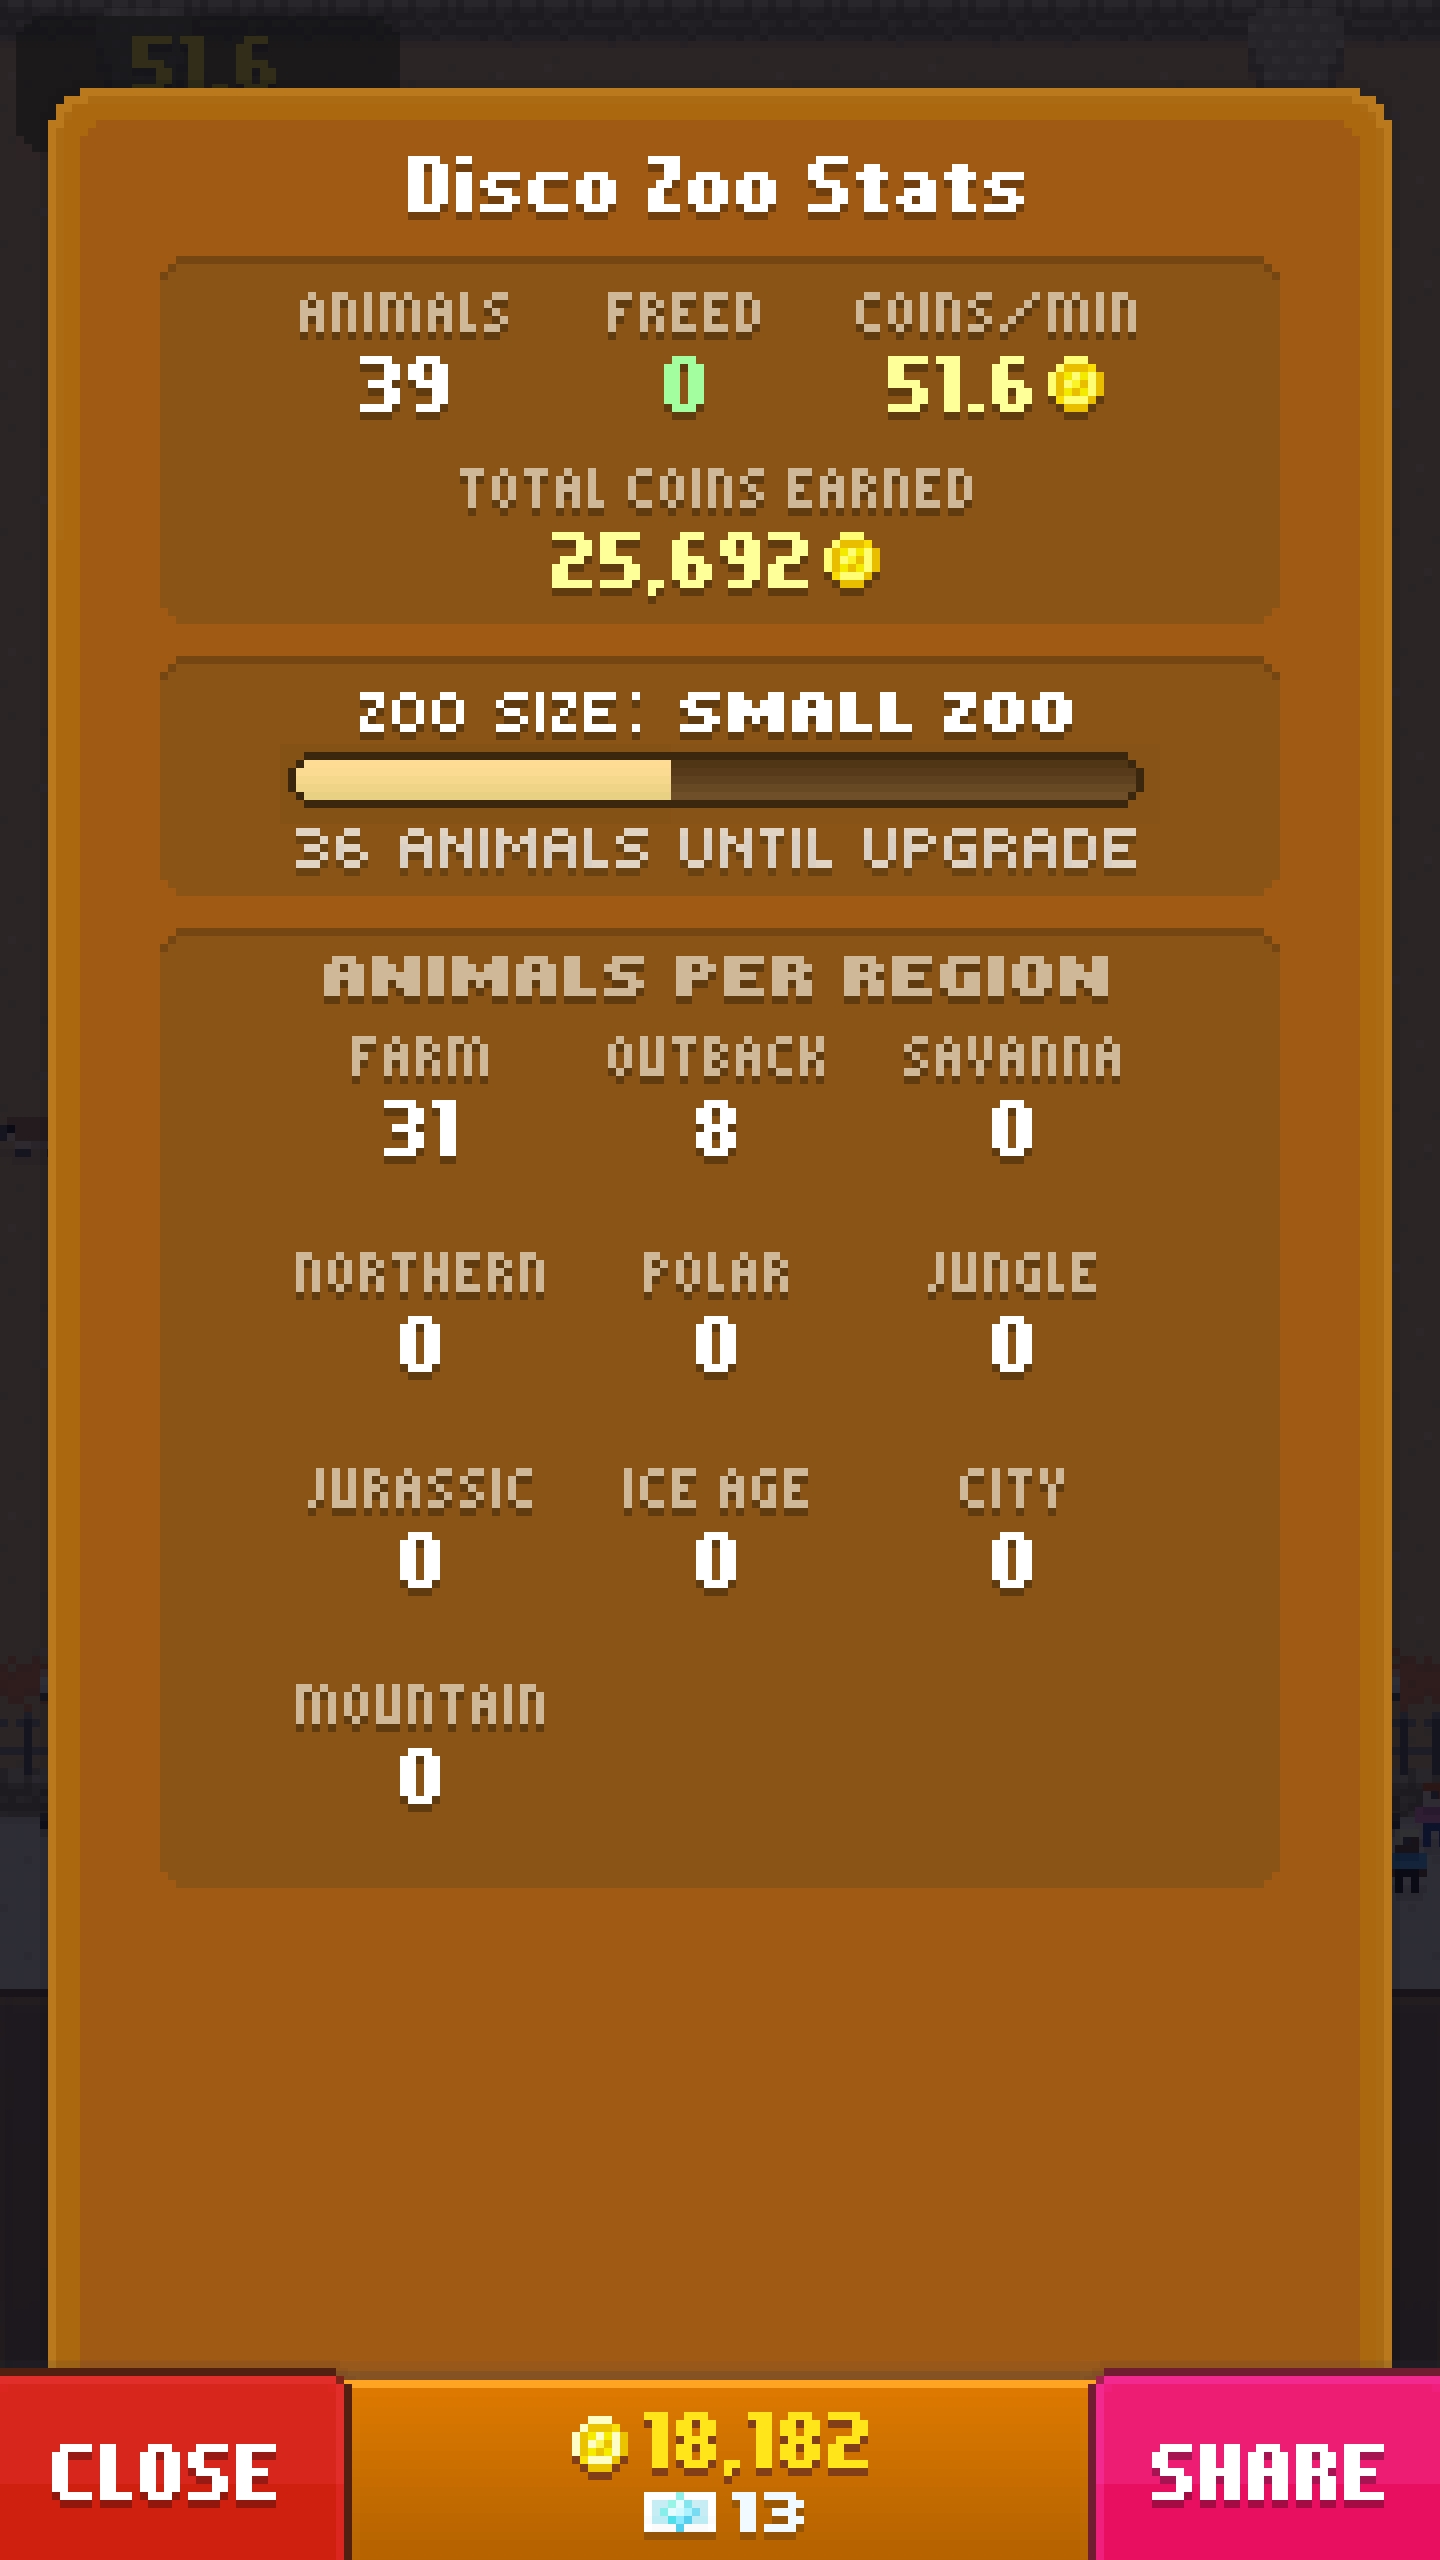 51.6
Disco Zoo Stats
ANIMALS FREED COINS/MIN
39 0 51.6
TOTAL COINS EARNED
25,692
ZOO SIZE: SMALL ZOO
36 ANIMALS UNTIL UPGRADE
ANIMALS PER REGION
FARM OUTBACK SAVANNA
31 8 0
NORTHERN POLAR JUNGLE
0 0 0
JURASSIC ICE AGE CITY
0 0 0
MOUNTAIN
0
CLOSE 18,182 SHARE
13